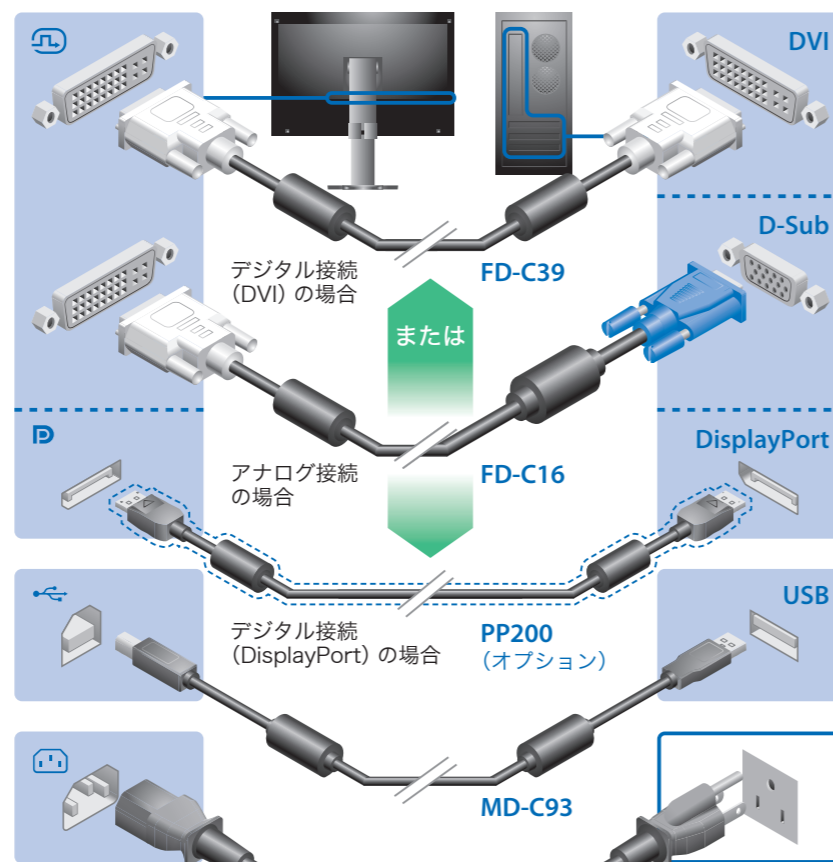 DVI
D-Sub
デジタル接続
（DVI）の場合
FD-C39
または
DisplayPort
アナログ接続
の場合
FD-C16
USB
デジタル接続
（DisplayPort）の場合
PP200
（オプション）
MD-C93